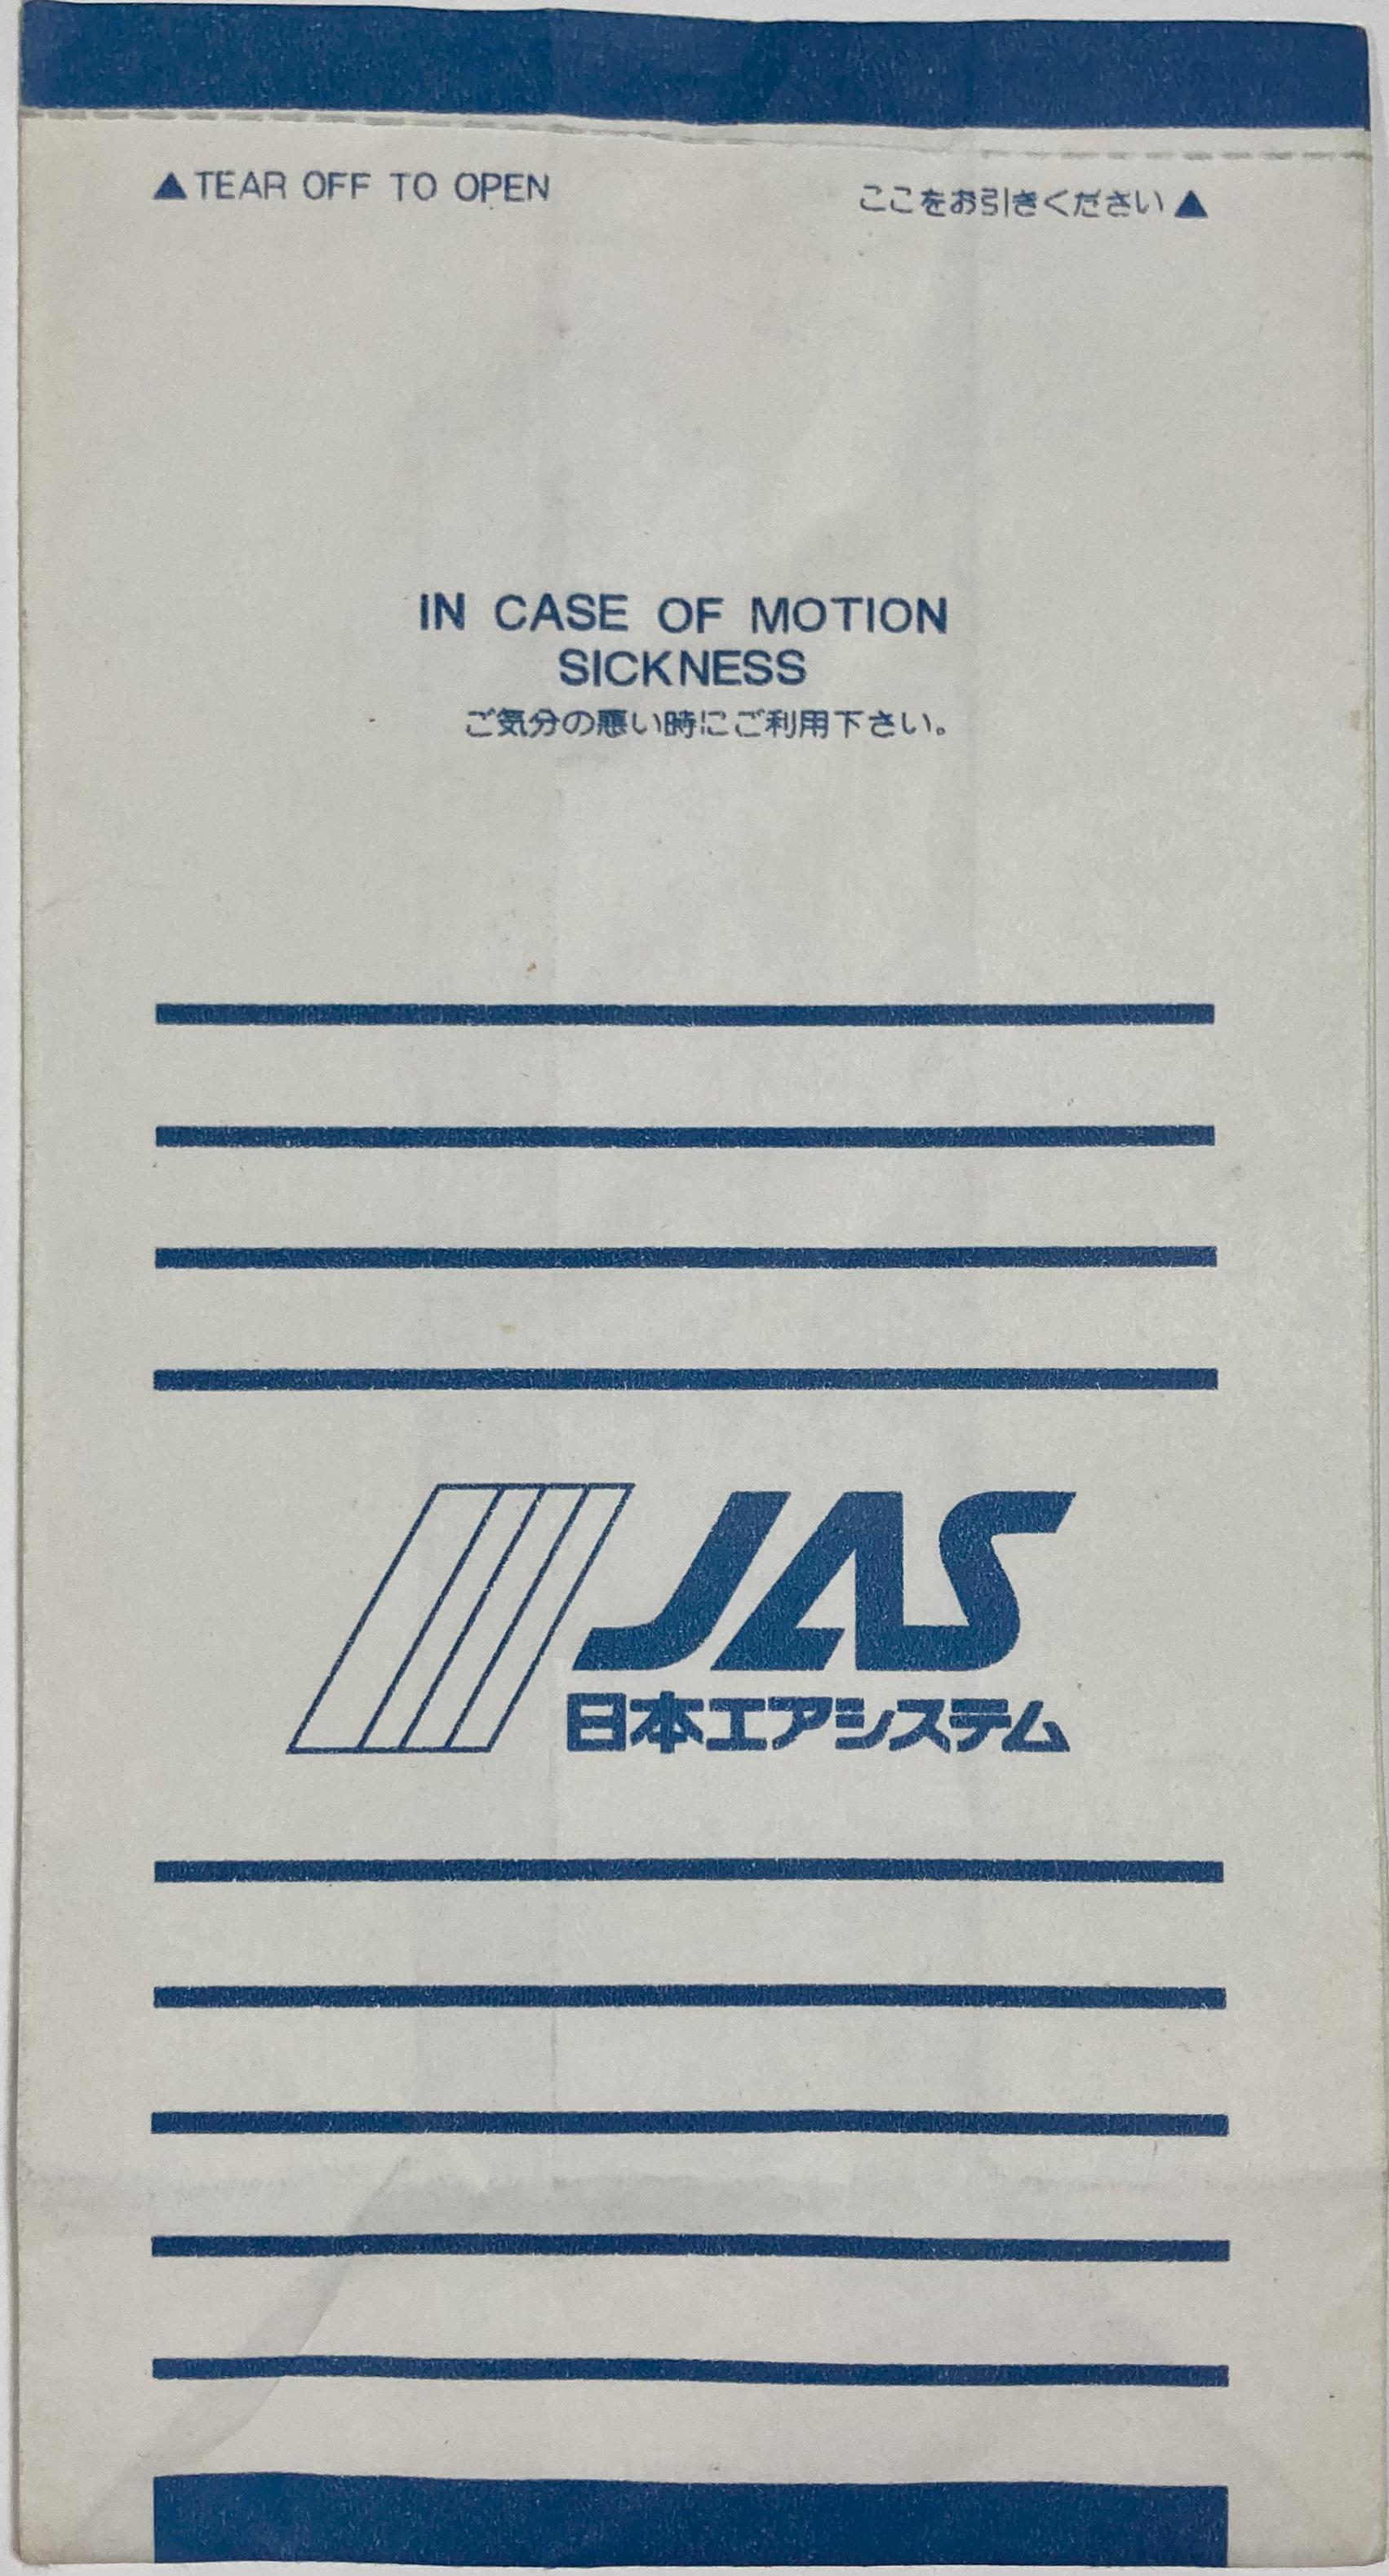 ▲TEAR OFF TO OPEN
ここをお引きください▲
IN CASE OF MOTION
SICKNESS
ご気分の悪い時にご利用下さい。
JAS
日本エアシステム